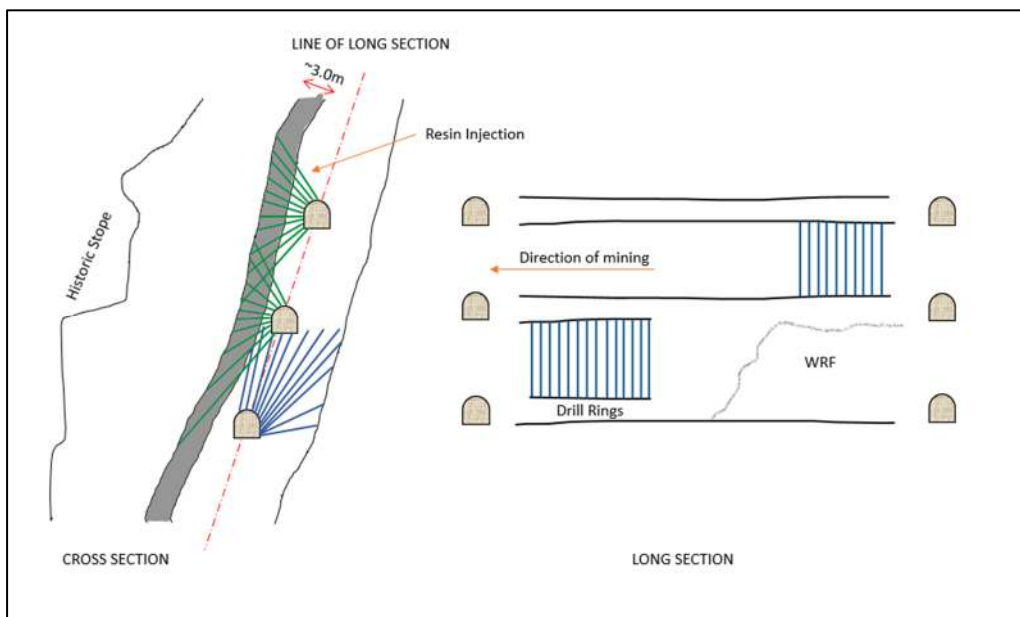 LINE OF LONG SECTION
~3.0m
Resin Injection
Historic Stope
Direction of mining
WRF
Drill Rings
CROSS SECTION
LONG SECTION